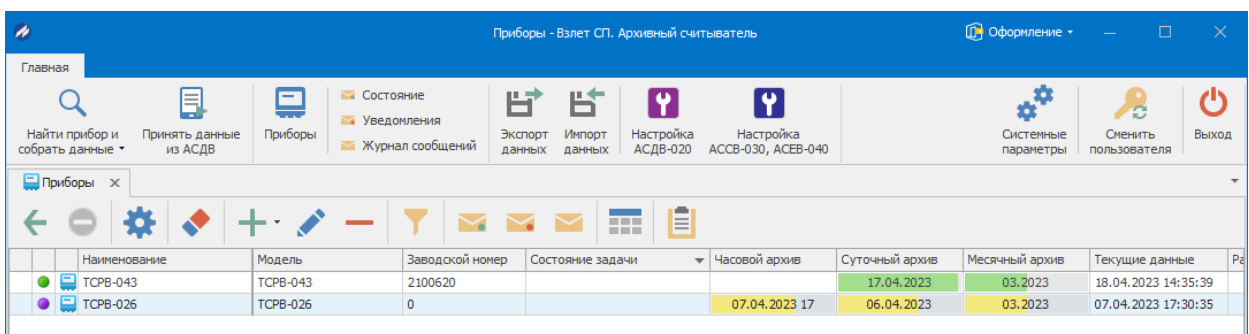 Приборы - Взлет СП. Архивный считыватель
Оформление
Главная
Найти прибор и собрать данные
Принять данные из АСДВ
Приборы
Состояние
Уведомления
Журнал сообщений
Экспорт данных
Импорт данных
Настройка АСДВ-020
Настройка АССВ-030, АСЕВ-040
Системные параметры
Сменить пользователя
Выход
Приборы
Наименование Модель Заводской номер Состояние задачи Часовой архив Суточный архив Месячный архив Текущие данные Ра
ТСРВ-043 ТСРВ-043 2100620 17.04.2023 03.2023 18.04.2023 14:35:39
ТСРВ-026 ТСРВ-026 0 07.04.2023 17 06.04.2023 03.2023 07.04.2023 17:30:35